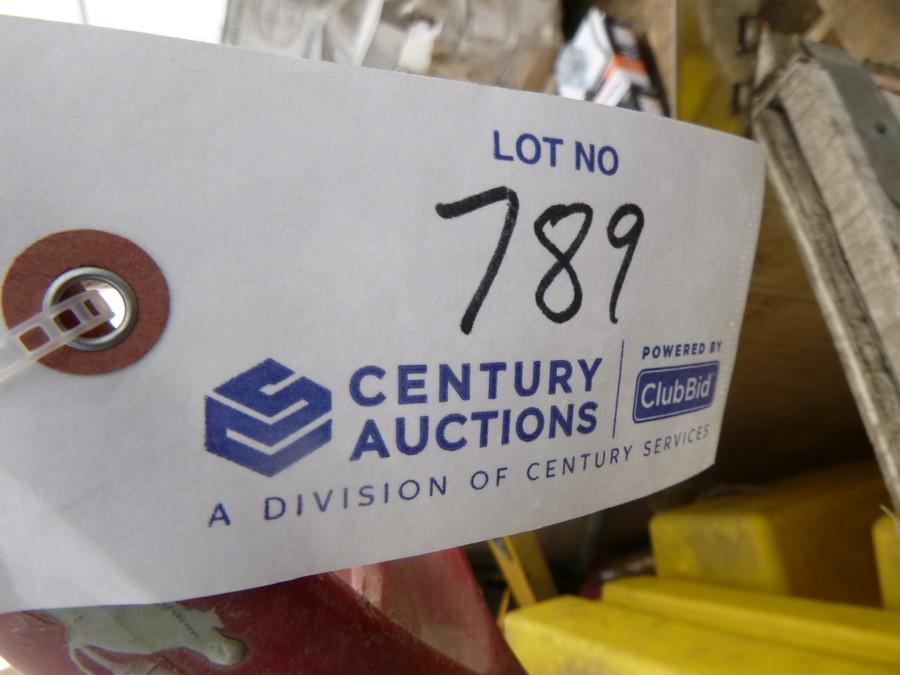 LOT NO
789
CENTURY
AUCTIONS
POWERED BY
ClubBid
A DIVISION OF CENTURY SERVICES